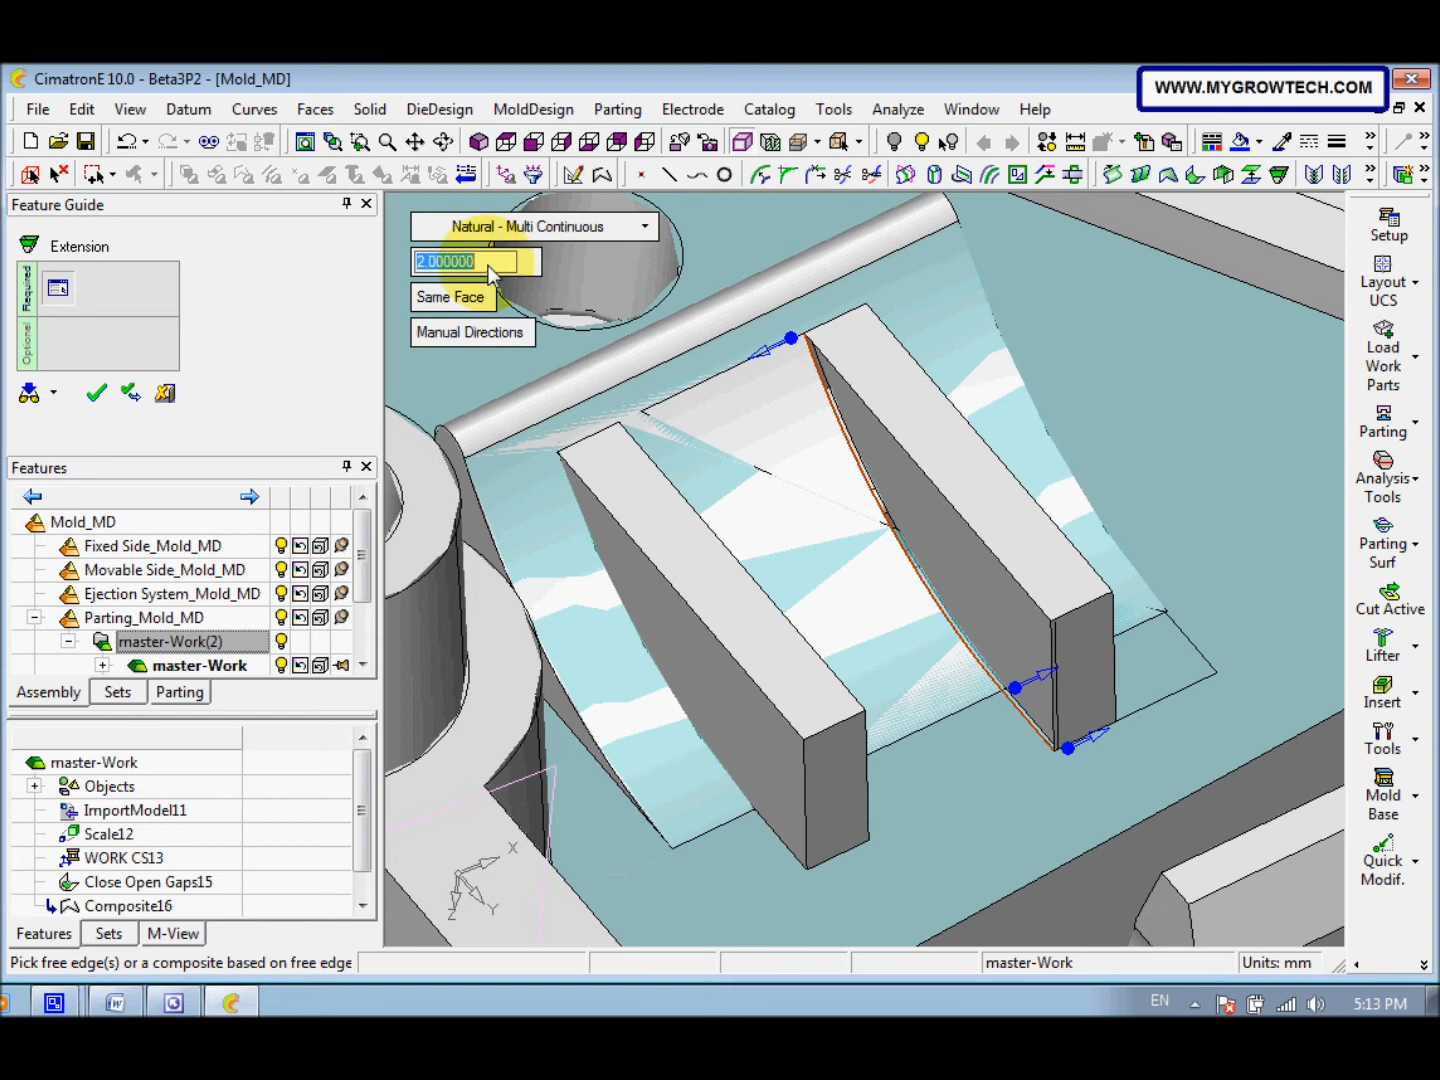 CimatronE 10.0 - Beta3P2 - [Mold_MD]
WWW.MYGROWTECH.COM
File Edit View Datum Curves Faces Solid DieDesign MoldDesign Parting Electrode Catalog Tools Analyze Window Help
Feature Guide
Extension
Required
Optional
Natural - Multi Continuous
2.000000
Same Face
Manual Directions
Features
Mold_MD
Fixed Side_Mold_MD
Movable Side_Mold_MD
Ejection System_Mold_MD
Parting_Mold_MD
master-Work(2)
master-Work
Assembly Sets Parting
master-Work
Objects
ImportModel11
Scale12
WORK CS13
Close Open Gaps15
Composite16
Features Sets M-View
X
Y
Z
Setup
Layout
UCS
Load
Work
Parts
Parting
Analysis
Tools
Parting
Surf
Cut Active
Lifter
Insert
Tools
Mold
Base
Quick
Modif.
Pick free edge(s) or a composite based on free edge
master-Work
Units: mm
EN
5:13 PM